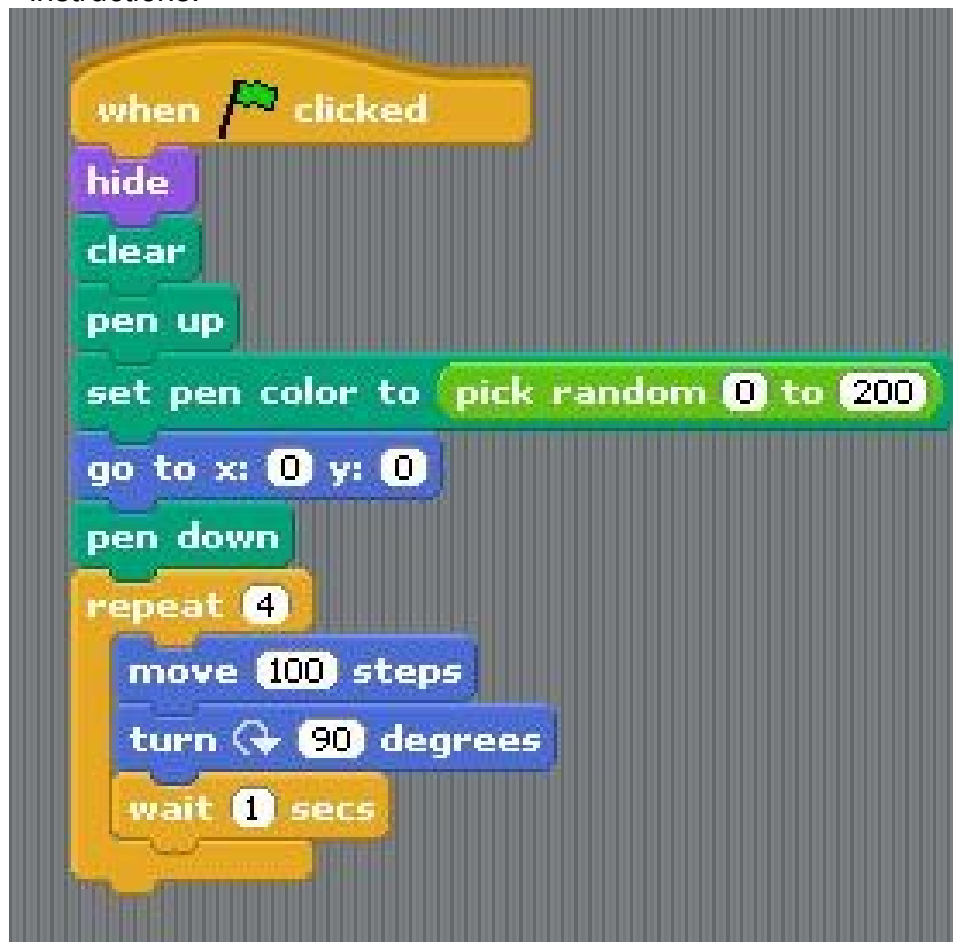 instructions:
when clicked
hide
clear
pen up
set pen color to pick random 0 to 200
go to x: 0 y: 0
pen down
repeat 4
move 100 steps
turn 90 degrees
wait 1 secs